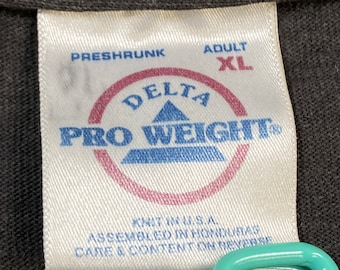 PRESHRUNK ADULT
XL
DELTA
PRO WEIGHT®
KNIT IN U.S.A.
ASSEMBLED IN HONDURAS
CARE & CONTENT ON REVERSE